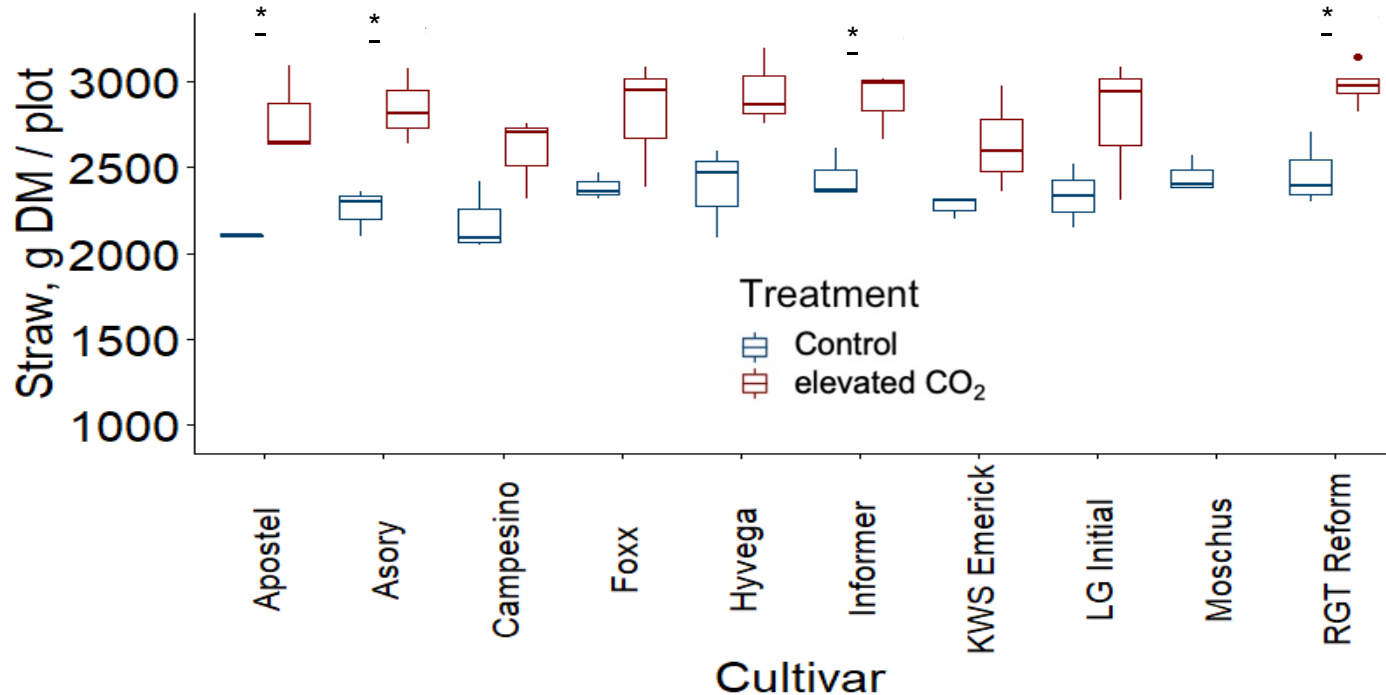 * * * *
Straw, g DM / plot
3000
2500
2000
1500
1000
Treatment
Control
elevated CO₂
Apostel
Asory
Campesino
Foxx
Hyvega
Informer
KWS Emerick
LG Initial
Moschus
RGT Reform
Cultivar